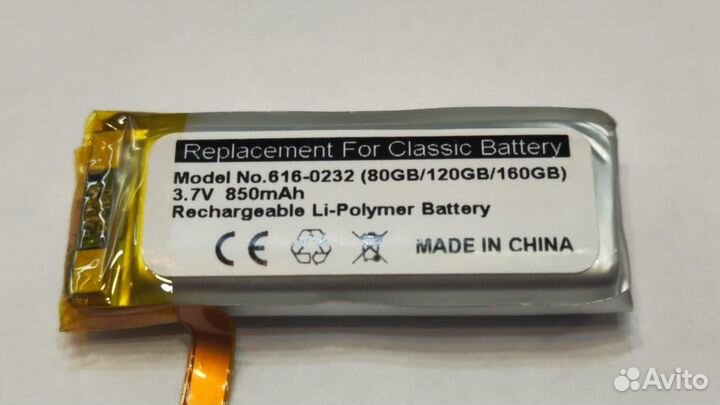 Replacement For Classic Battery
Model No.616-0232 (80GB/120GB/160GB)
3.7V 850mAh
Rechargeable Li-Polymer Battery
CE MADE IN CHINA
Avito